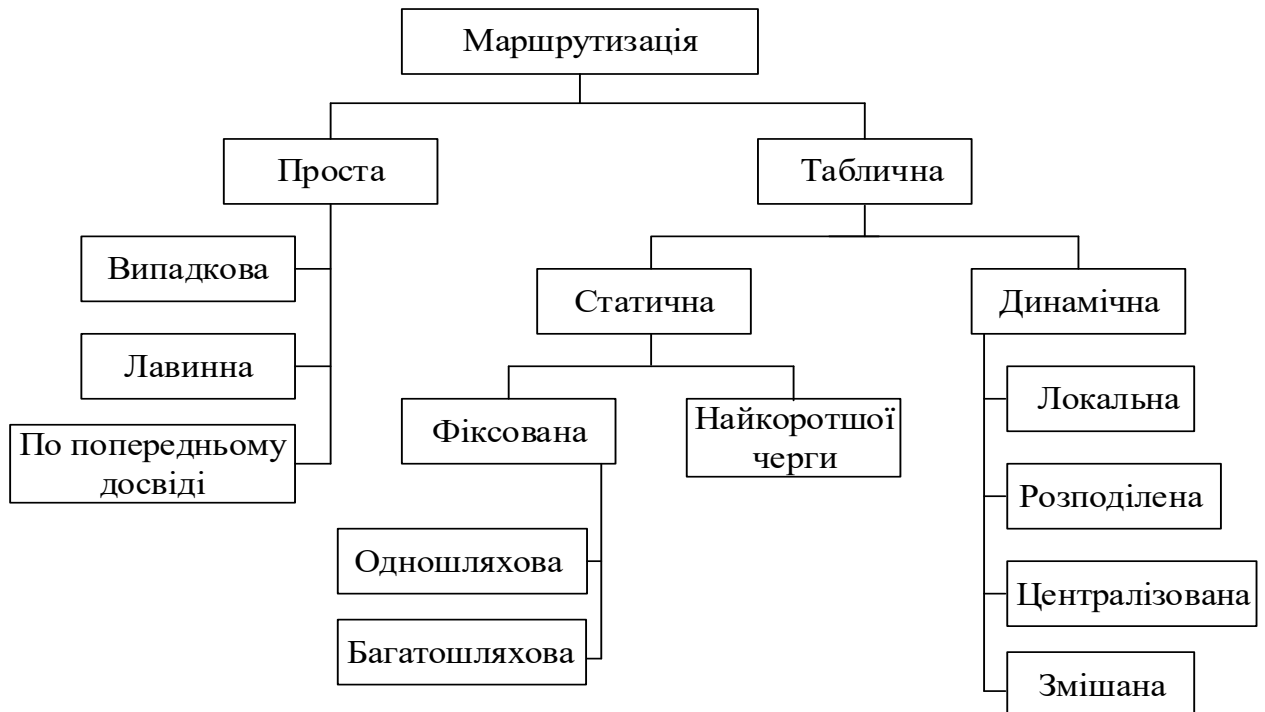 Маршрутизація
Проста
Таблична
Випадкова
Статична
Динамічна
Лавинна
Локальна
По попередньому
досвіді
Фіксована
Найкоротшої
черги
Розподілена
Одношляхова
Централізована
Багатошляхова
Змішана